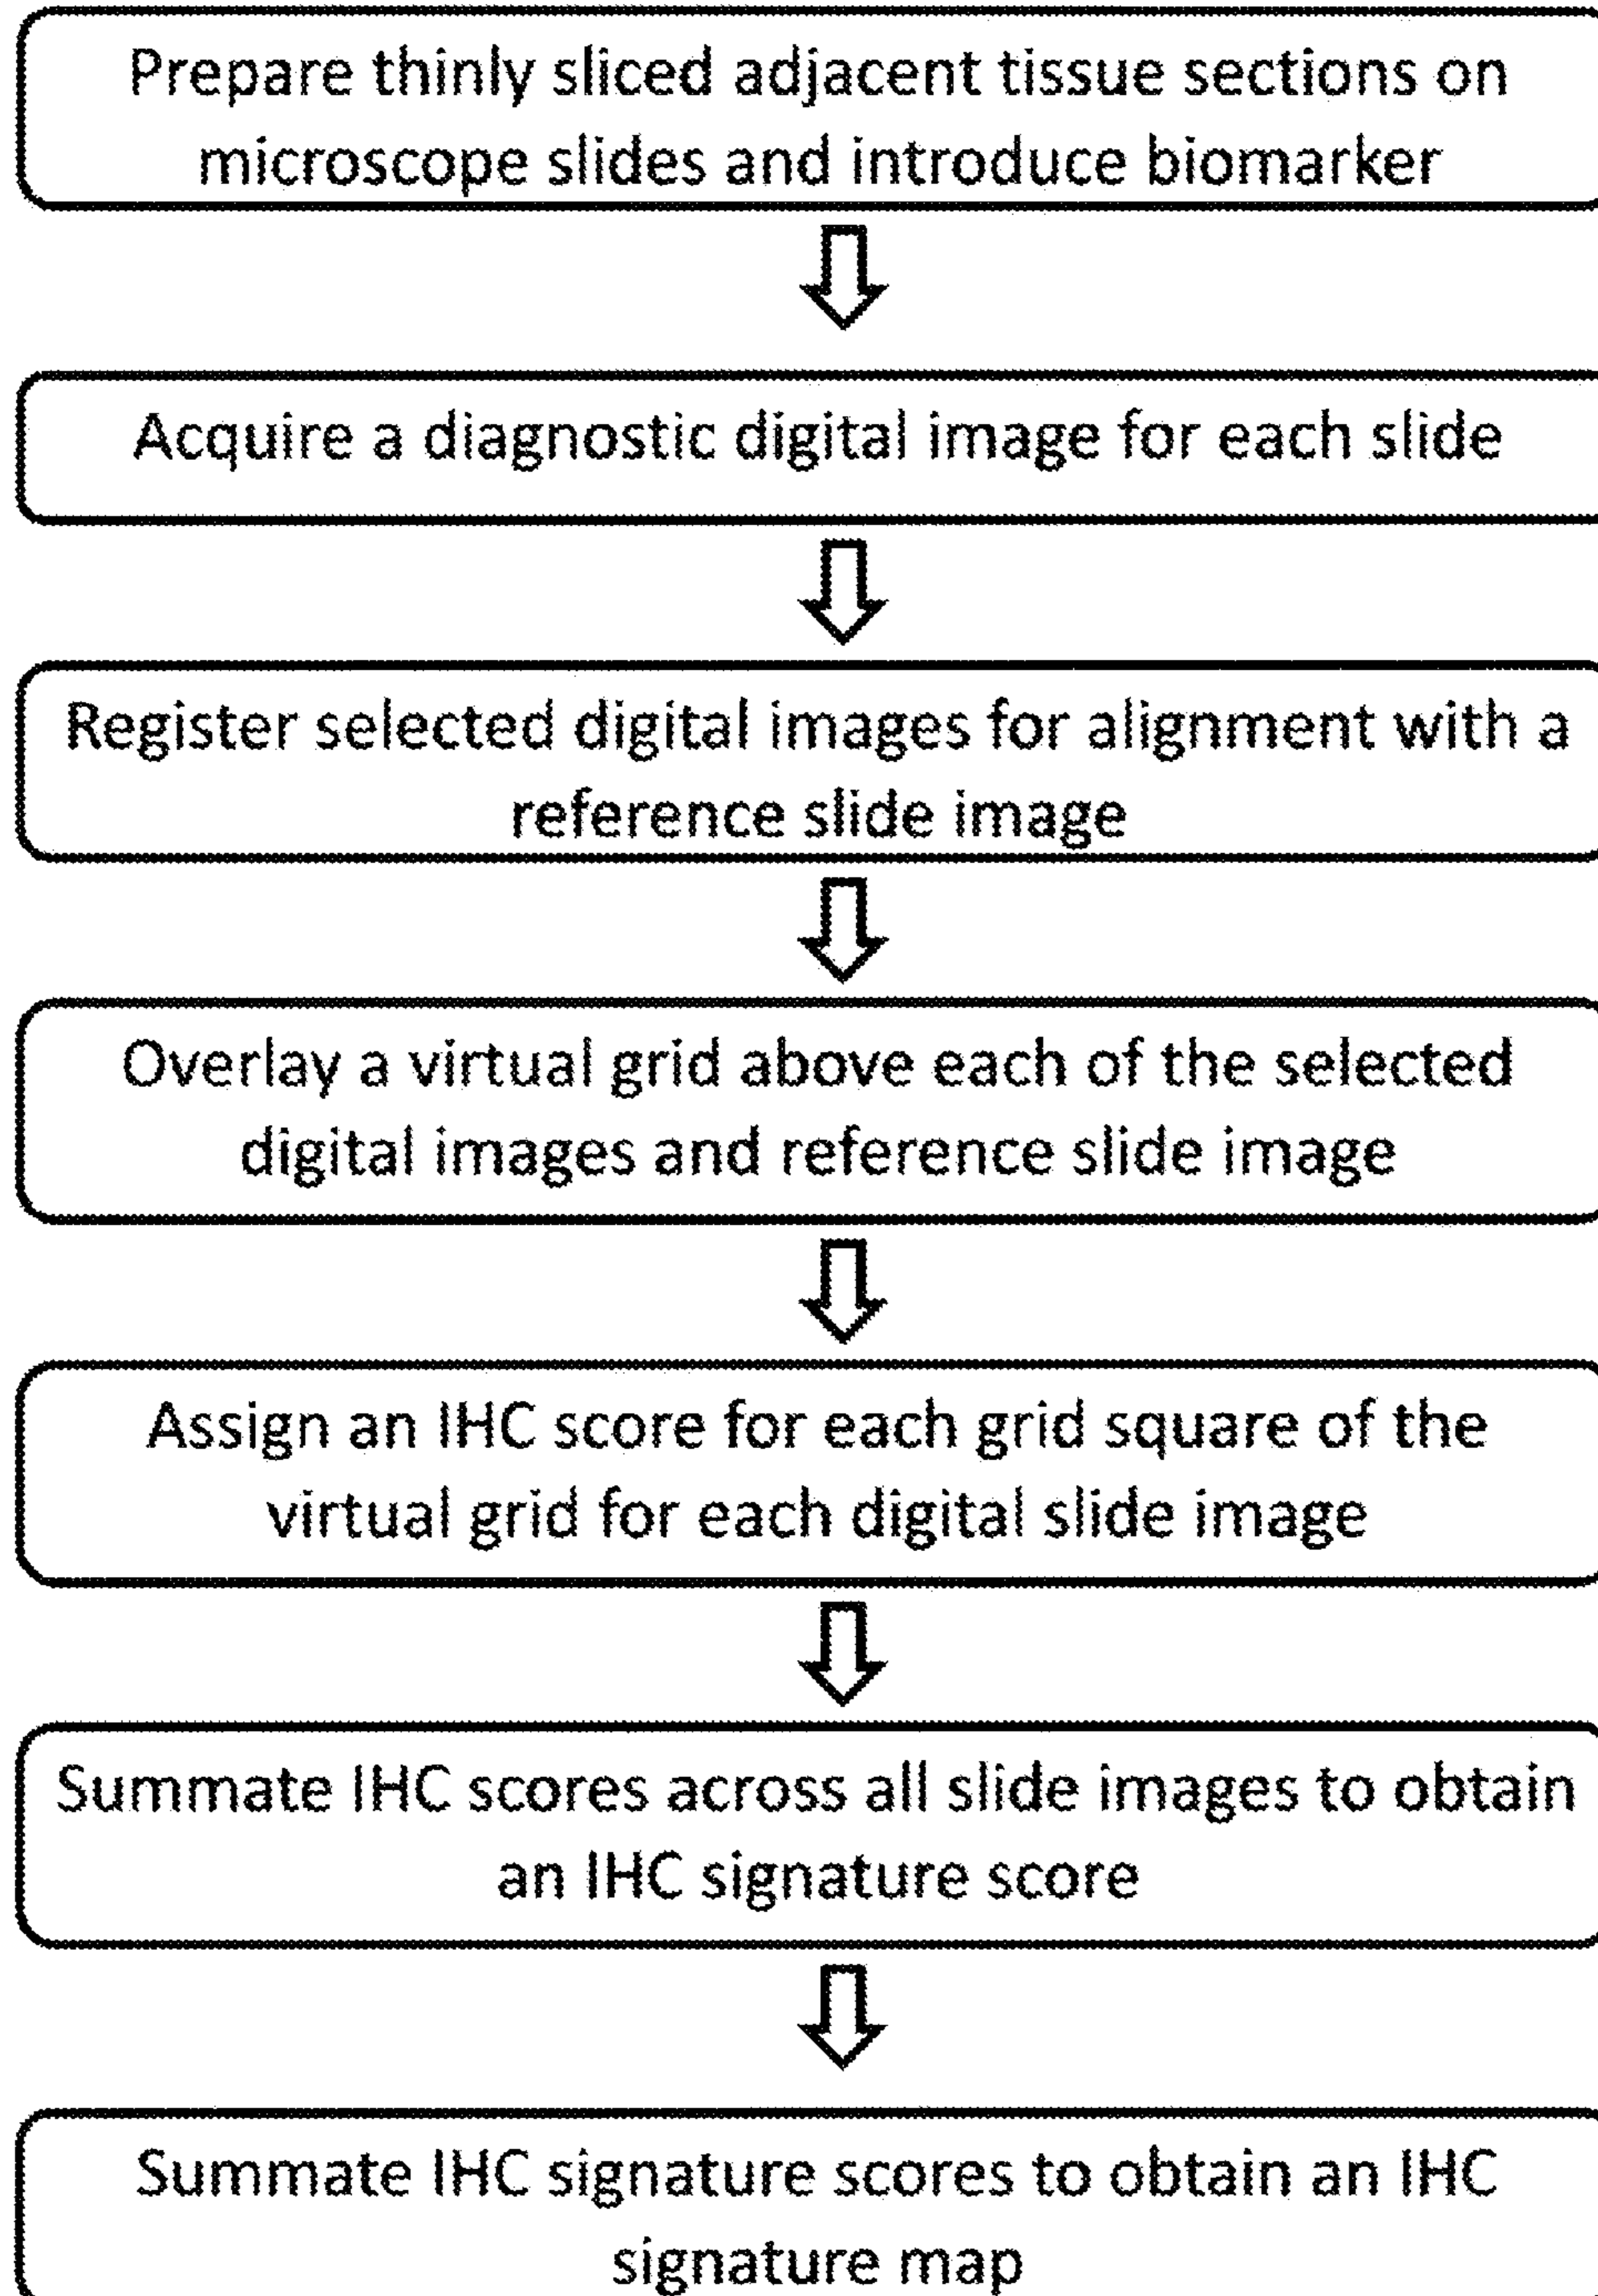 Prepare thinly sliced adjacent tissue sections on
microscope slides and introduce biomarker
Acquire a diagnostic digital image for each slide
Register selected digital images for alignment with a
reference slide image
Overlay a virtual grid above each of the selected
digital images and reference slide image
Assign an IHC score for each grid square of the
virtual grid for each digital slide image
Summate IHC scores across all slide images to obtain
an IHC signature score
Summate IHC signature scores to obtain an IHC
signature map